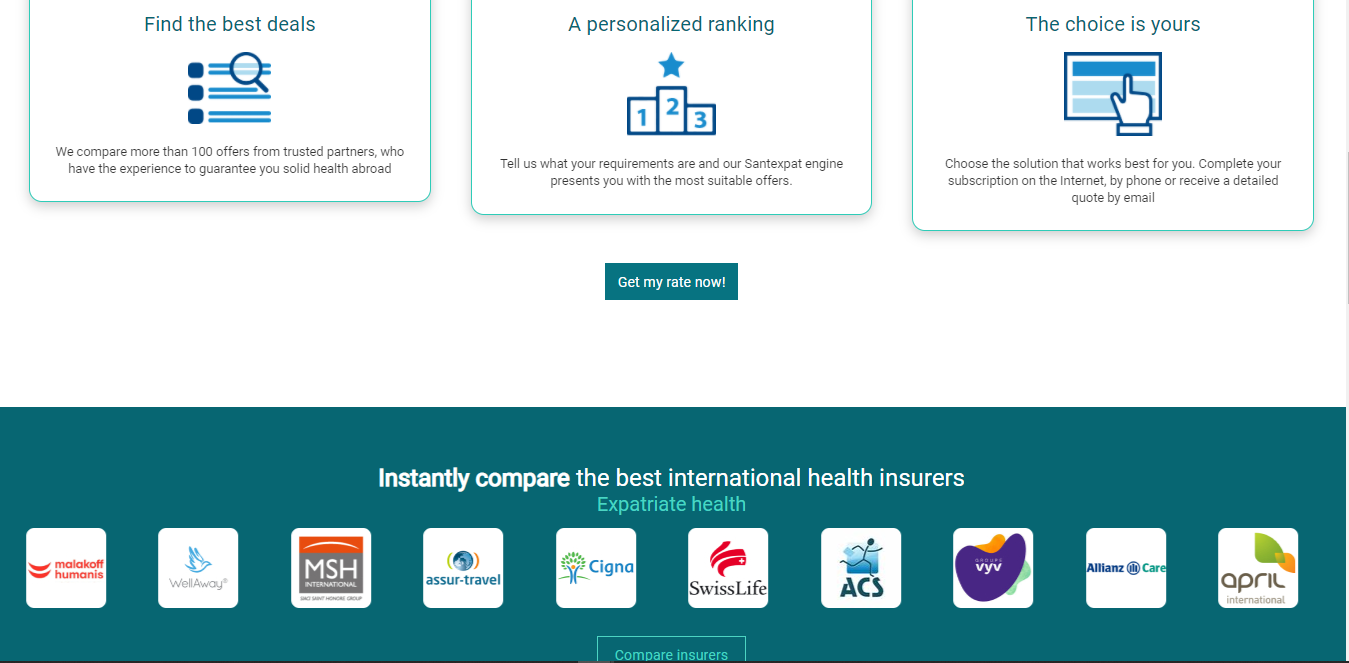 Find the best deals
We compare more than 100 offers from trusted partners, who
have the experience to guarantee you solid health abroad
A personalized ranking
1 2 3
Tell us what your requirements are and our Santexpat engine
presents you with the most suitable offers.
The choice is yours
Choose the solution that works best for you. Complete your
subscription on the Internet, by phone or receive a detailed
quote by email
Get my rate now!
Instantly compare the best international health insurers
Expatriate health
malakoff
humanis
WellAway®
MSH
INTERNATIONAL
SIACI SAINT HONORE GROUP
assur-travel
Cigna
SwissLife
ACS
GROUPE
vyv
Allianz Care
april
international
Compare insurers